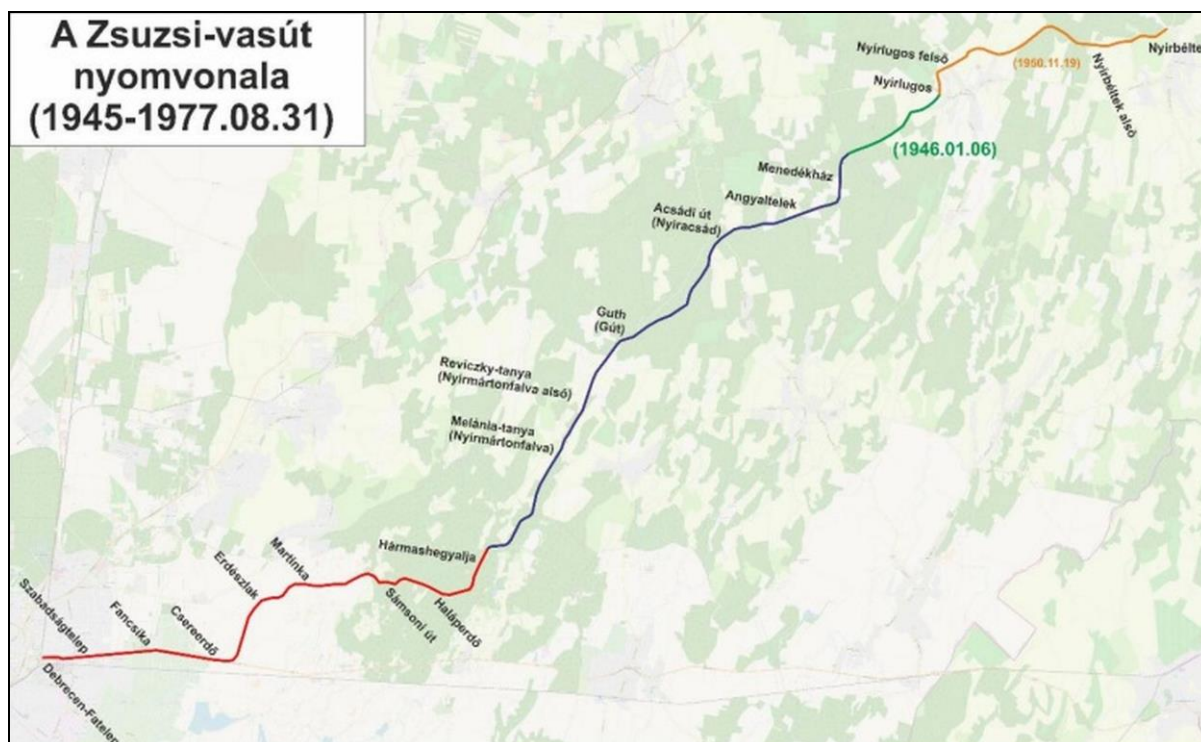 A Zsuzsi-vasút
nyomvonala
(1945-1977.08.31)
Nyírbélte
Nyírlugos felső
(1950.11.19)
Nyírbéltek alsó
Nyírlugos
(1946.01.06)
Menedékház
Angyaltelek
Acsádi út
(Nyíracsád)
Guth
(Gút)
Reviczky-tanya
(Nyírmártonfalva alsó)
Melánia-tanya
(Nyírmártonfalva)
Hármashegyalja
Haláperdő
Sámsoni út
Martinka
Erdészlak
Csereerdő
Fancsika
Szabadságtelep
Debrecen-Fatelep